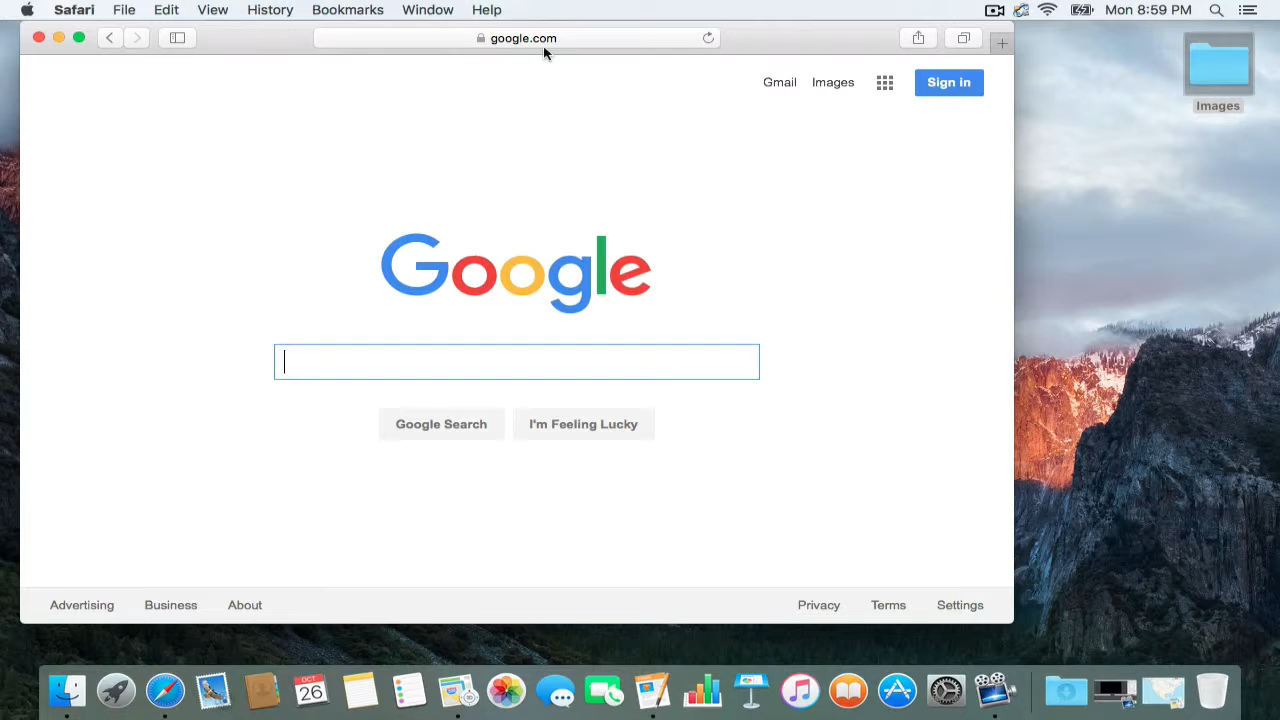 Safari File Edit View History Bookmarks Window Help Mon 8:59 PM
google.com
Gmail Images Sign in
Images
Google
Google Search I'm Feeling Lucky
Advertising Business About Privacy Terms Settings
OCT
26